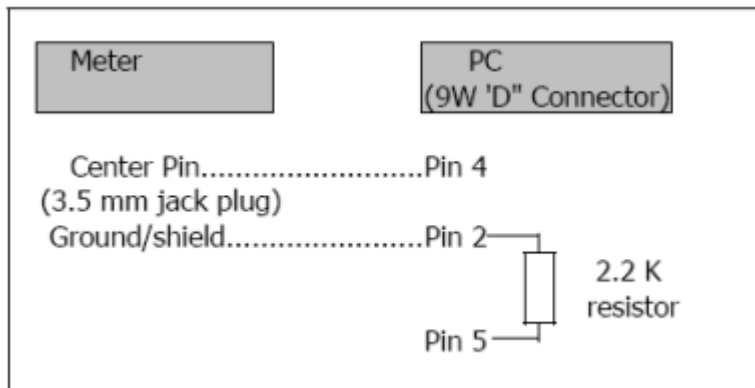 Meter
PC
(9W 'D" Connector)
Center Pin..........................Pin 4
(3.5 mm jack plug)
Ground/shield.......................Pin 2
2.2 K
resistor
Pin 5